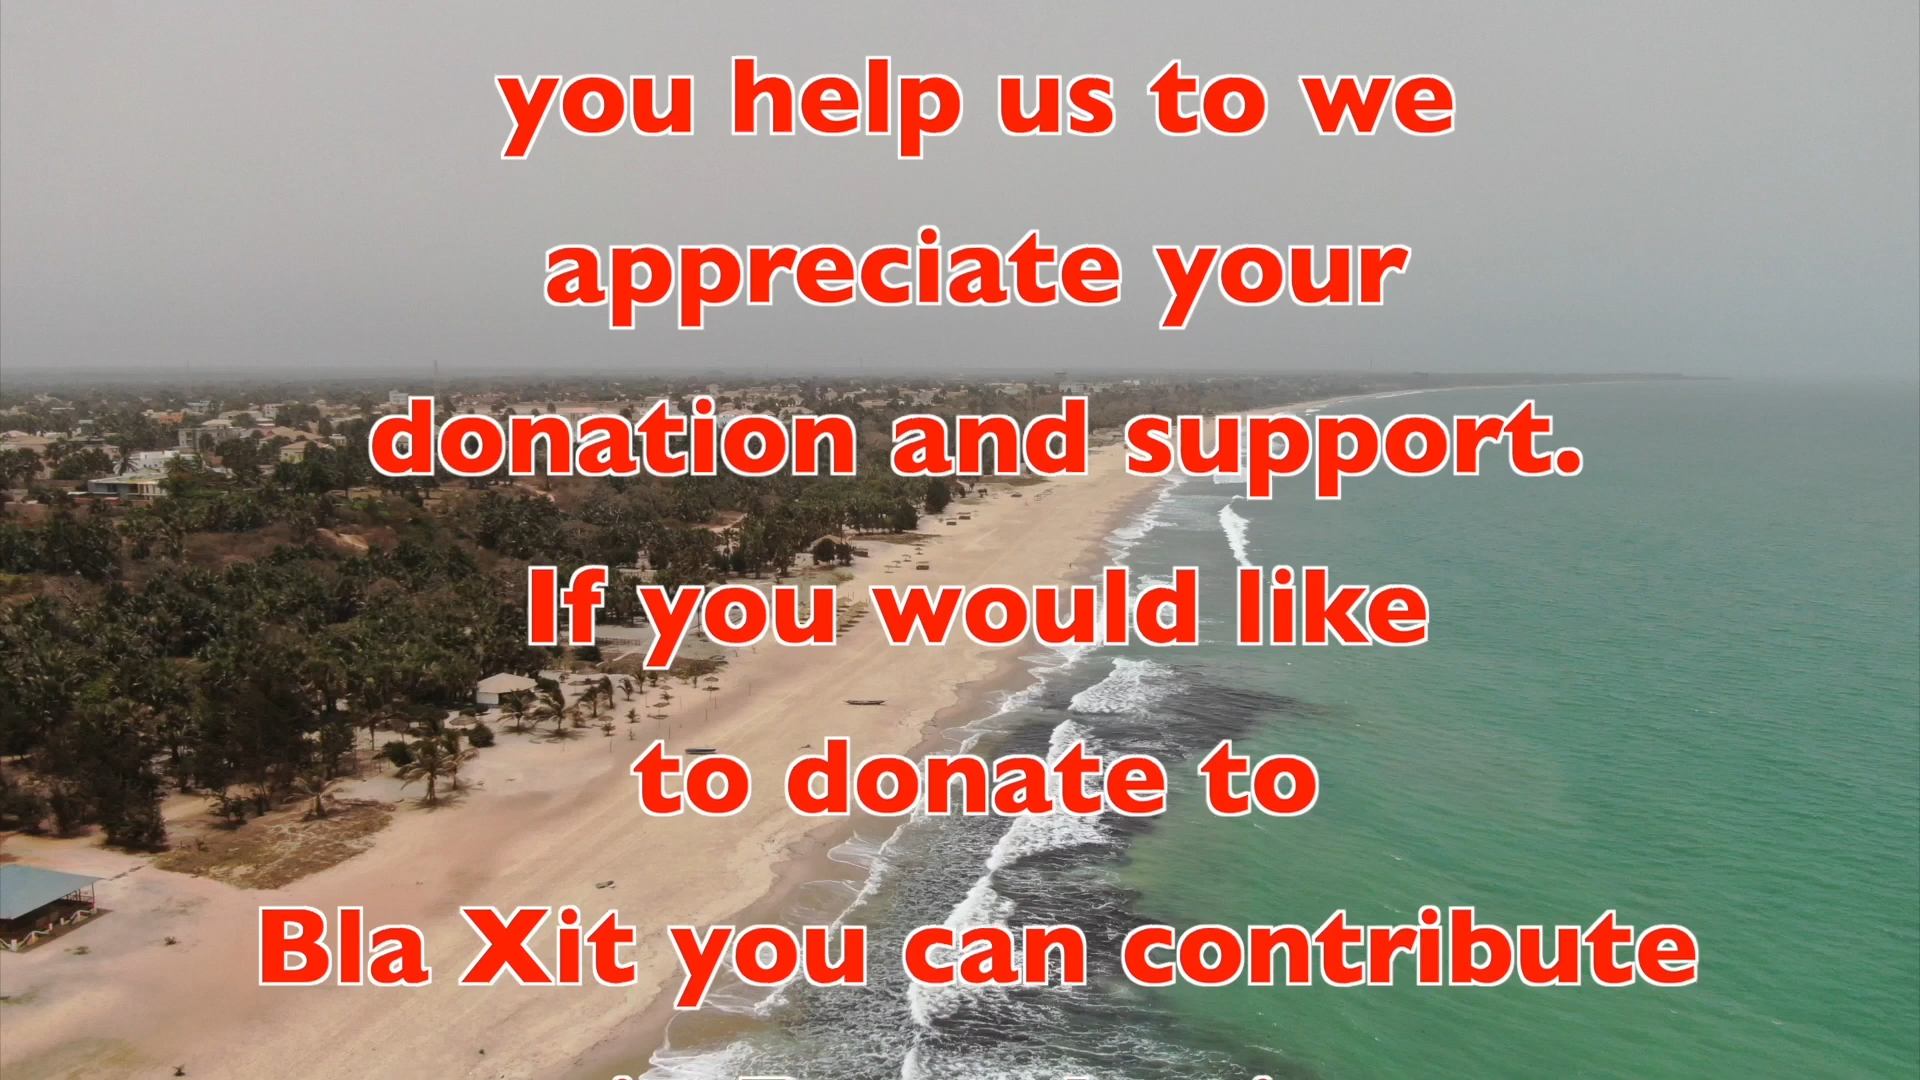 you help us to we
appreciate your
donation and support.
If you would like
to donate to
Bla Xit you can contribute